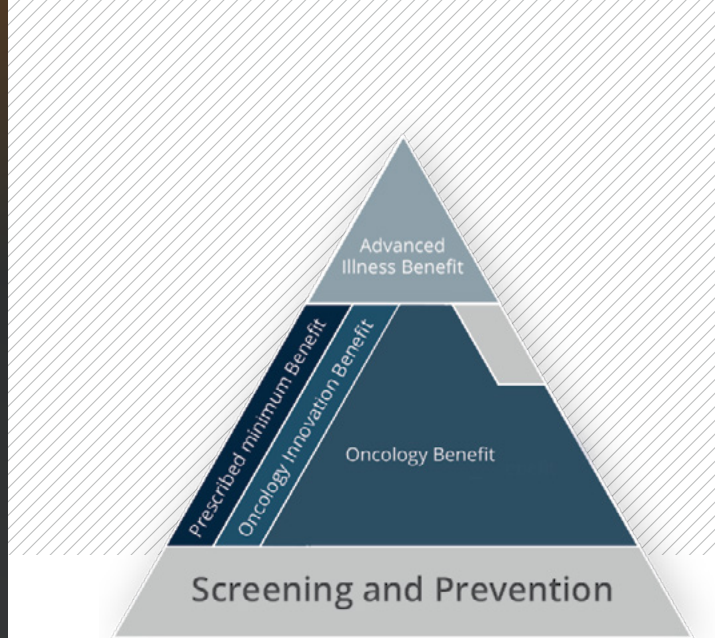 Advanced
Illness Benefit
Prescribed minimum Benefit
Oncology Innovation Benefit
Oncology Benefit
Screening and Prevention